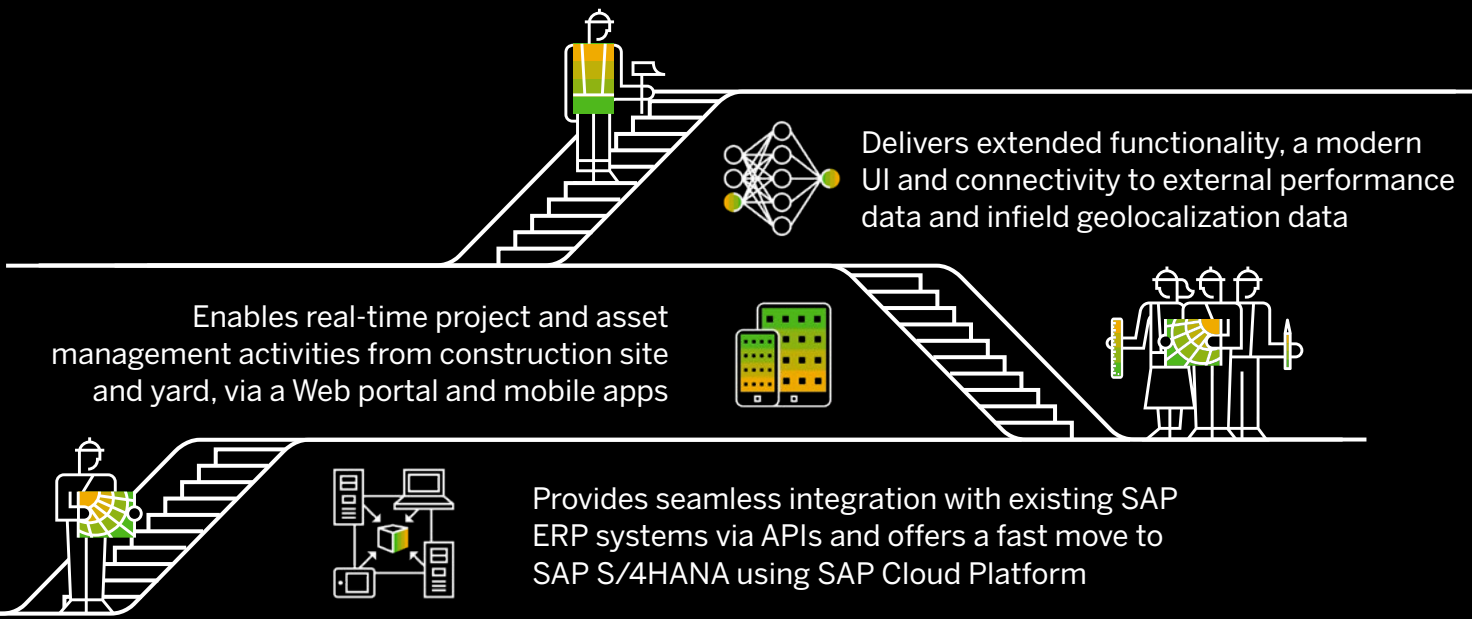 Delivers extended functionality, a modern
UI and connectivity to external performance
data and infield geolocalization data
Enables real-time project and asset
management activities from construction site
and yard, via a Web portal and mobile apps
Provides seamless integration with existing SAP
ERP systems via APIs and offers a fast move to
SAP S/4HANA using SAP Cloud Platform